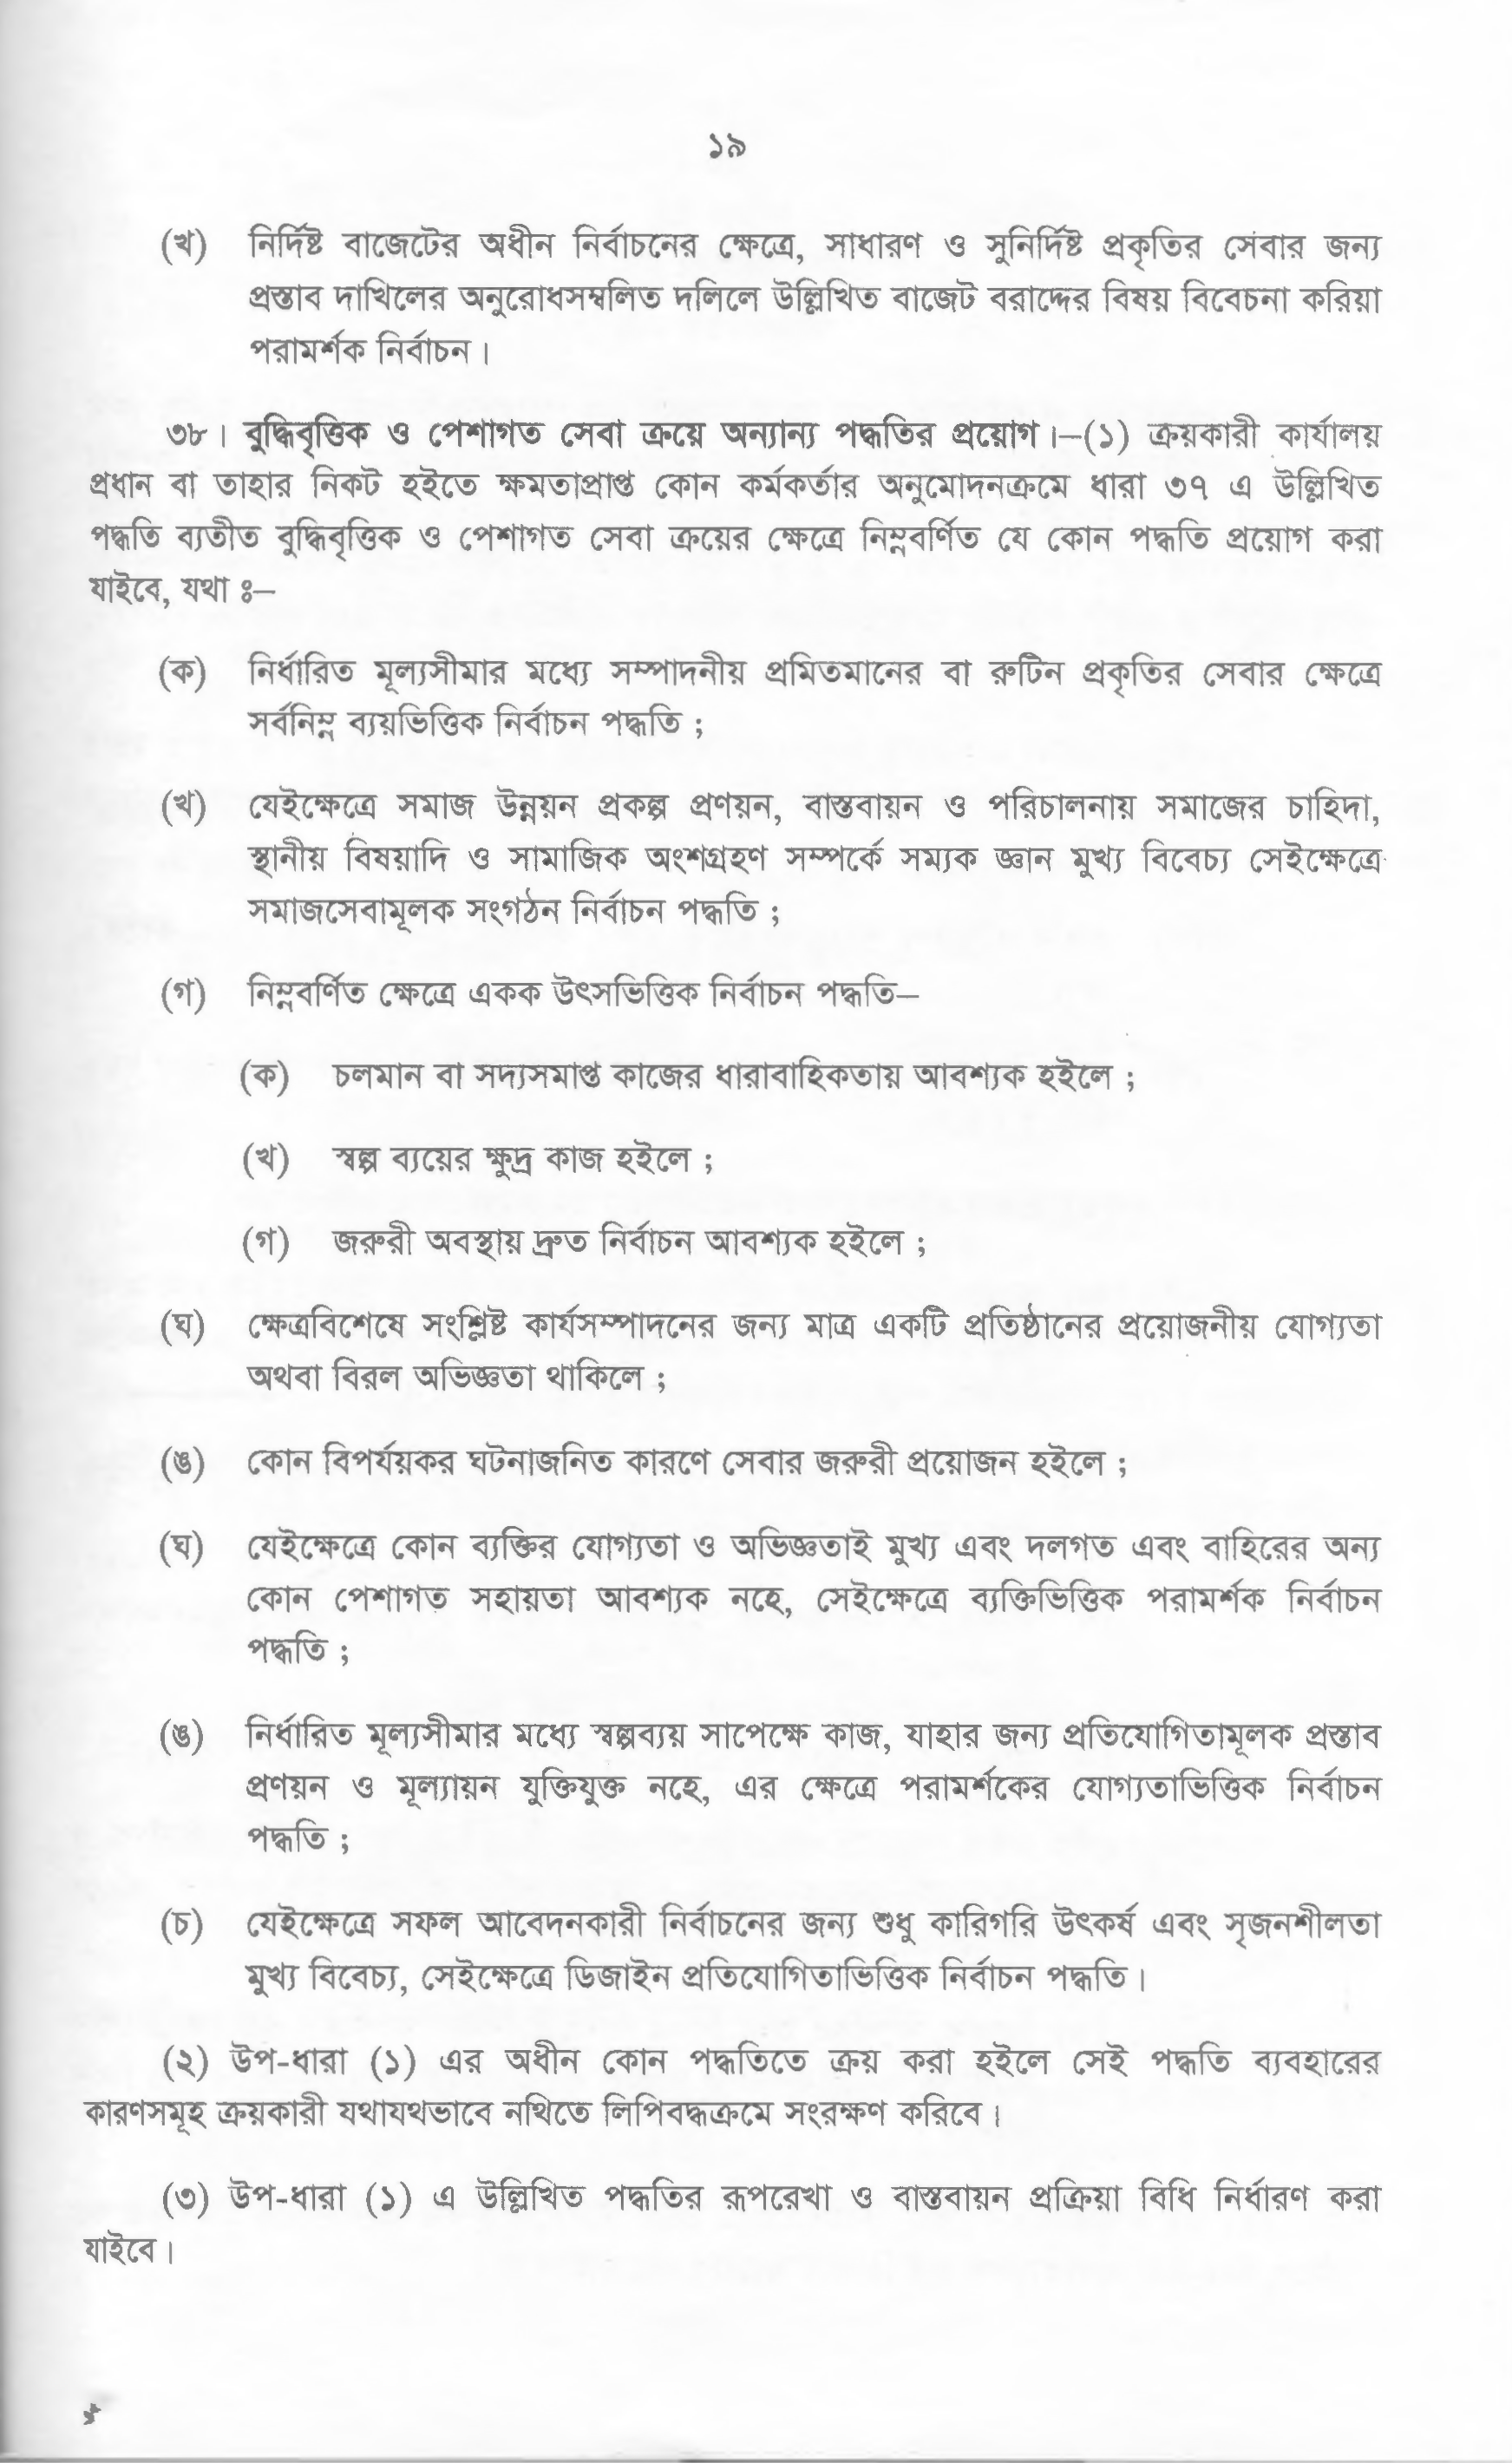 ১৯
(খ) নির্দিষ্ট বাজেটের অধীন নির্বাচনের ক্ষেত্রে, সাধারণ ও সুনির্দিষ্ট প্রকৃতির সেবার জন্য
প্রস্তাব দাখিলের অনুরোধসম্বলিত দলিলে উল্লিখিত বাজেট বরাদ্দের বিষয় বিবেচনা করিয়া
পরামর্শক নির্বাচন।
৩৮। বুদ্ধিবৃত্তিক ও পেশাগত সেবা ক্রয়ে অন্যান্য পদ্ধতির প্রয়োগ।–(১) ক্রয়কারী কার্যালয়
প্রধান বা তাহার নিকট হইতে ক্ষমতাপ্রাপ্ত কোন কর্মকর্তার অনুমোদনক্রমে ধারা ৩৭ এ উল্লিখিত
পদ্ধতি ব্যতীত বুদ্ধিবৃত্তিক ও পেশাগত সেবা ক্রয়ের ক্ষেত্রে নিম্নবর্ণিত যে কোন পদ্ধতি প্রয়োগ করা
যাইবে, যথা ঃ–
(ক) নির্ধারিত মূল্যসীমার মধ্যে সম্পাদনীয় প্রমিতমানের বা রুটিন প্রকৃতির সেবার ক্ষেত্রে
সর্বনিম্ন ব্যয়ভিত্তিক নির্বাচন পদ্ধতি ;
(খ) যেইক্ষেত্রে সমাজ উন্নয়ন প্রকল্প প্রণয়ন, বাস্তবায়ন ও পরিচালনায় সমাজের চাহিদা,
স্থানীয় বিষয়াদি ও সামাজিক অংশগ্রহণ সম্পর্কে সম্যক জ্ঞান মুখ্য বিবেচ্য সেইক্ষেত্রে
সমাজসেবামূলক সংগঠন নির্বাচন পদ্ধতি ;
(গ) নিম্নবর্ণিত ক্ষেত্রে একক উৎসভিত্তিক নির্বাচন পদ্ধতি–
(ক) চলমান বা সদ্যসমাপ্ত কাজের ধারাবাহিকতায় আবশ্যক হইলে ;
(খ) স্বল্প ব্যয়ের ক্ষুদ্র কাজ হইলে ;
(গ) জরুরী অবস্থায় দ্রুত নির্বাচন আবশ্যক হইলে ;
(ঘ) ক্ষেত্রবিশেষে সংশ্লিষ্ট কার্যসম্পাদনের জন্য মাত্র একটি প্রতিষ্ঠানের প্রয়োজনীয় যোগ্যতা
অথবা বিরল অভিজ্ঞতা থাকিলে ;
(ঙ) কোন বিপর্যয়কর ঘটনাজনিত কারণে সেবার জরুরী প্রয়োজন হইলে ;
(ঘ) যেইক্ষেত্রে কোন ব্যক্তির যোগ্যতা ও অভিজ্ঞতাই মুখ্য এবং দলগত এবং বাহিরের অন্য
কোন পেশাগত সহায়তা আবশ্যক নহে, সেইক্ষেত্রে ব্যক্তিভিত্তিক পরামর্শক নির্বাচন
পদ্ধতি ;
(ঙ) নির্ধারিত মূল্যসীমার মধ্যে স্বল্পব্যয় সাপেক্ষে কাজ, যাহার জন্য প্রতিযোগিতামূলক প্রস্তাব
প্রণয়ন ও মূল্যায়ন যুক্তিযুক্ত নহে, এর ক্ষেত্রে পরামর্শকের যোগ্যতাভিত্তিক নির্বাচন
পদ্ধতি ;
(চ) যেইক্ষেত্রে সফল আবেদনকারী নির্বাচনের জন্য শুধু কারিগরি উৎকর্ষ এবং সৃজনশীলতা
মুখ্য বিবেচ্য, সেইক্ষেত্রে ডিজাইন প্রতিযোগিতাভিত্তিক নির্বাচন পদ্ধতি।
(২) উপ-ধারা (১) এর অধীন কোন পদ্ধতিতে ক্রয় করা হইলে সেই পদ্ধতি ব্যবহারের
কারণসমূহ ক্রয়কারী যথাযথভাবে নথিতে লিপিবদ্ধক্রমে সংরক্ষণ করিবে।
(৩) উপ-ধারা (১) এ উল্লিখিত পদ্ধতির রূপরেখা ও বাস্তবায়ন প্রক্রিয়া বিধি নির্ধারণ করা
যাইবে।